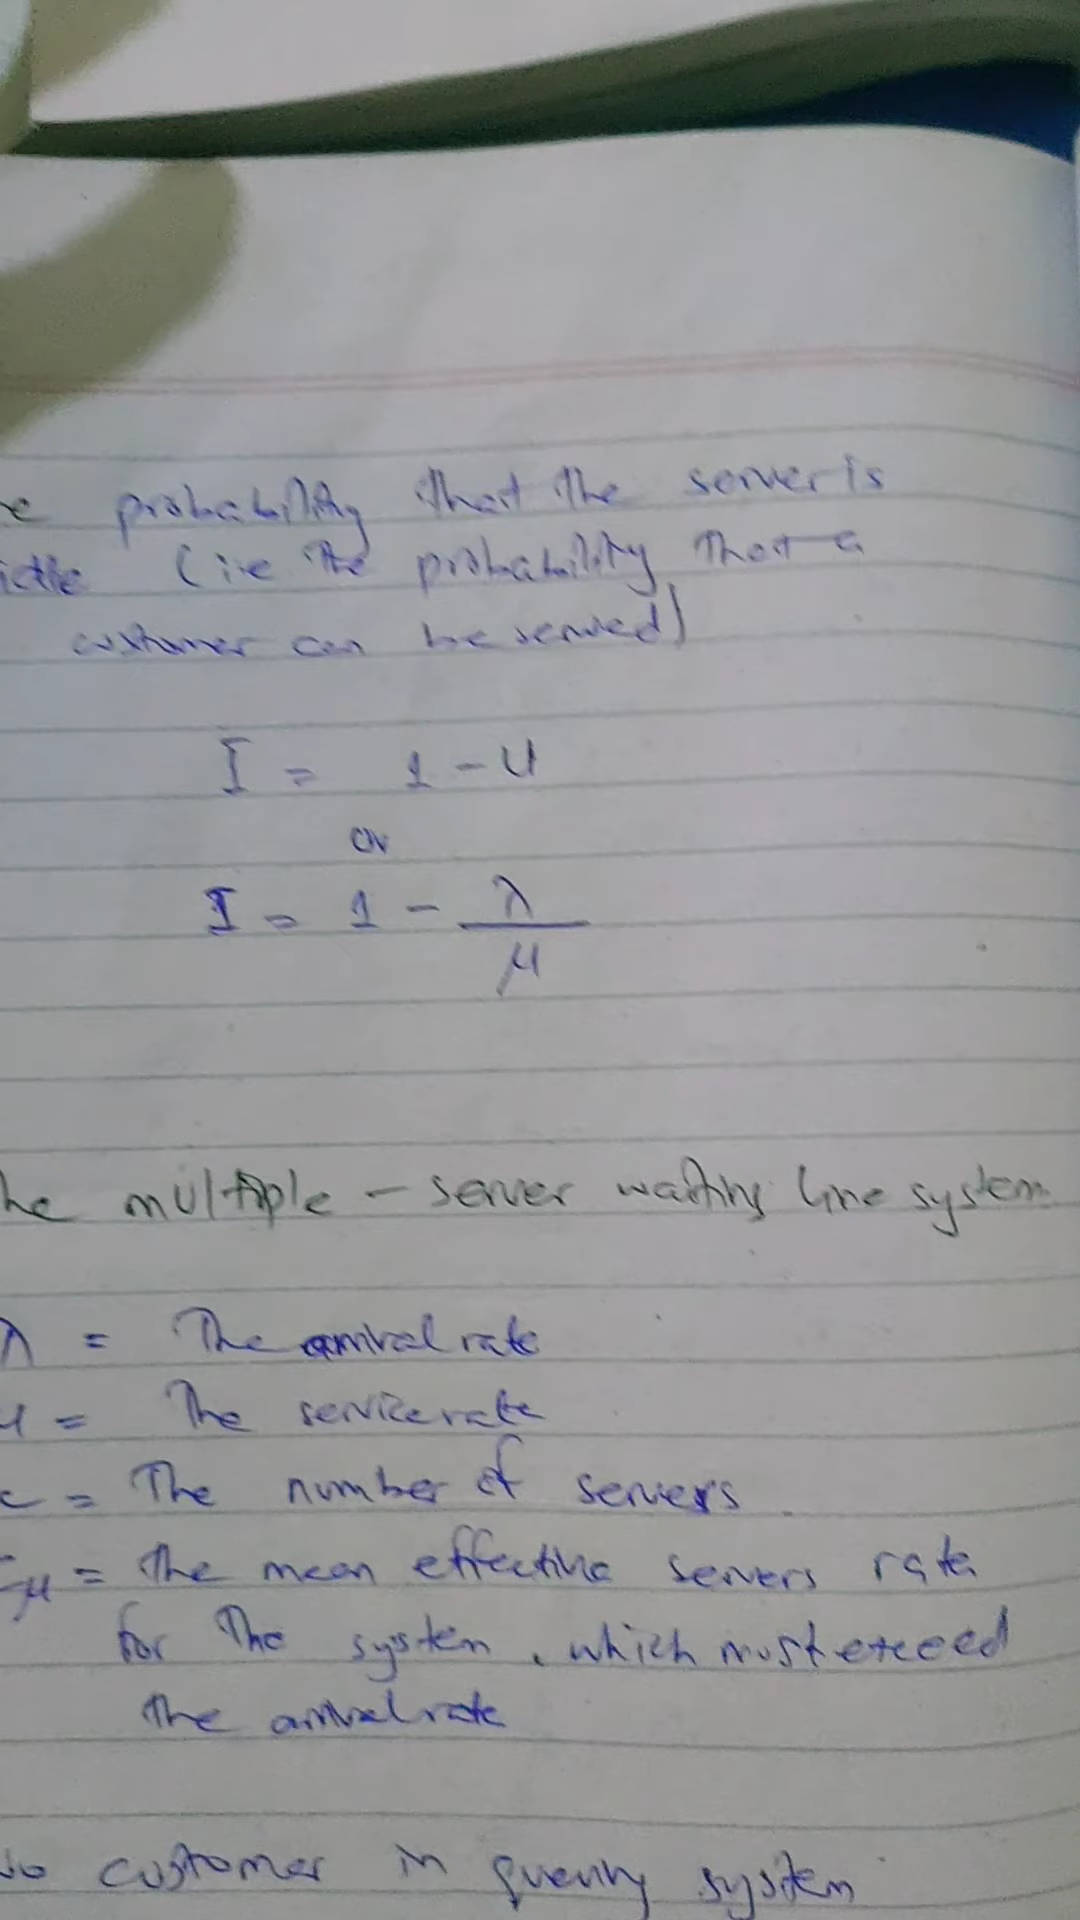 e probability that the server is
idle (i.e the probability that a
customer can be served)
I = 1 - U
or
I = 1 - λ/μ
he multiple - server waiting line system
λ = The arrival rate
μ = The service rate
c = The number of servers
cμ = the mean effective servers rate
for the system, which must exceed
the arrival rate
No customer in queuing system